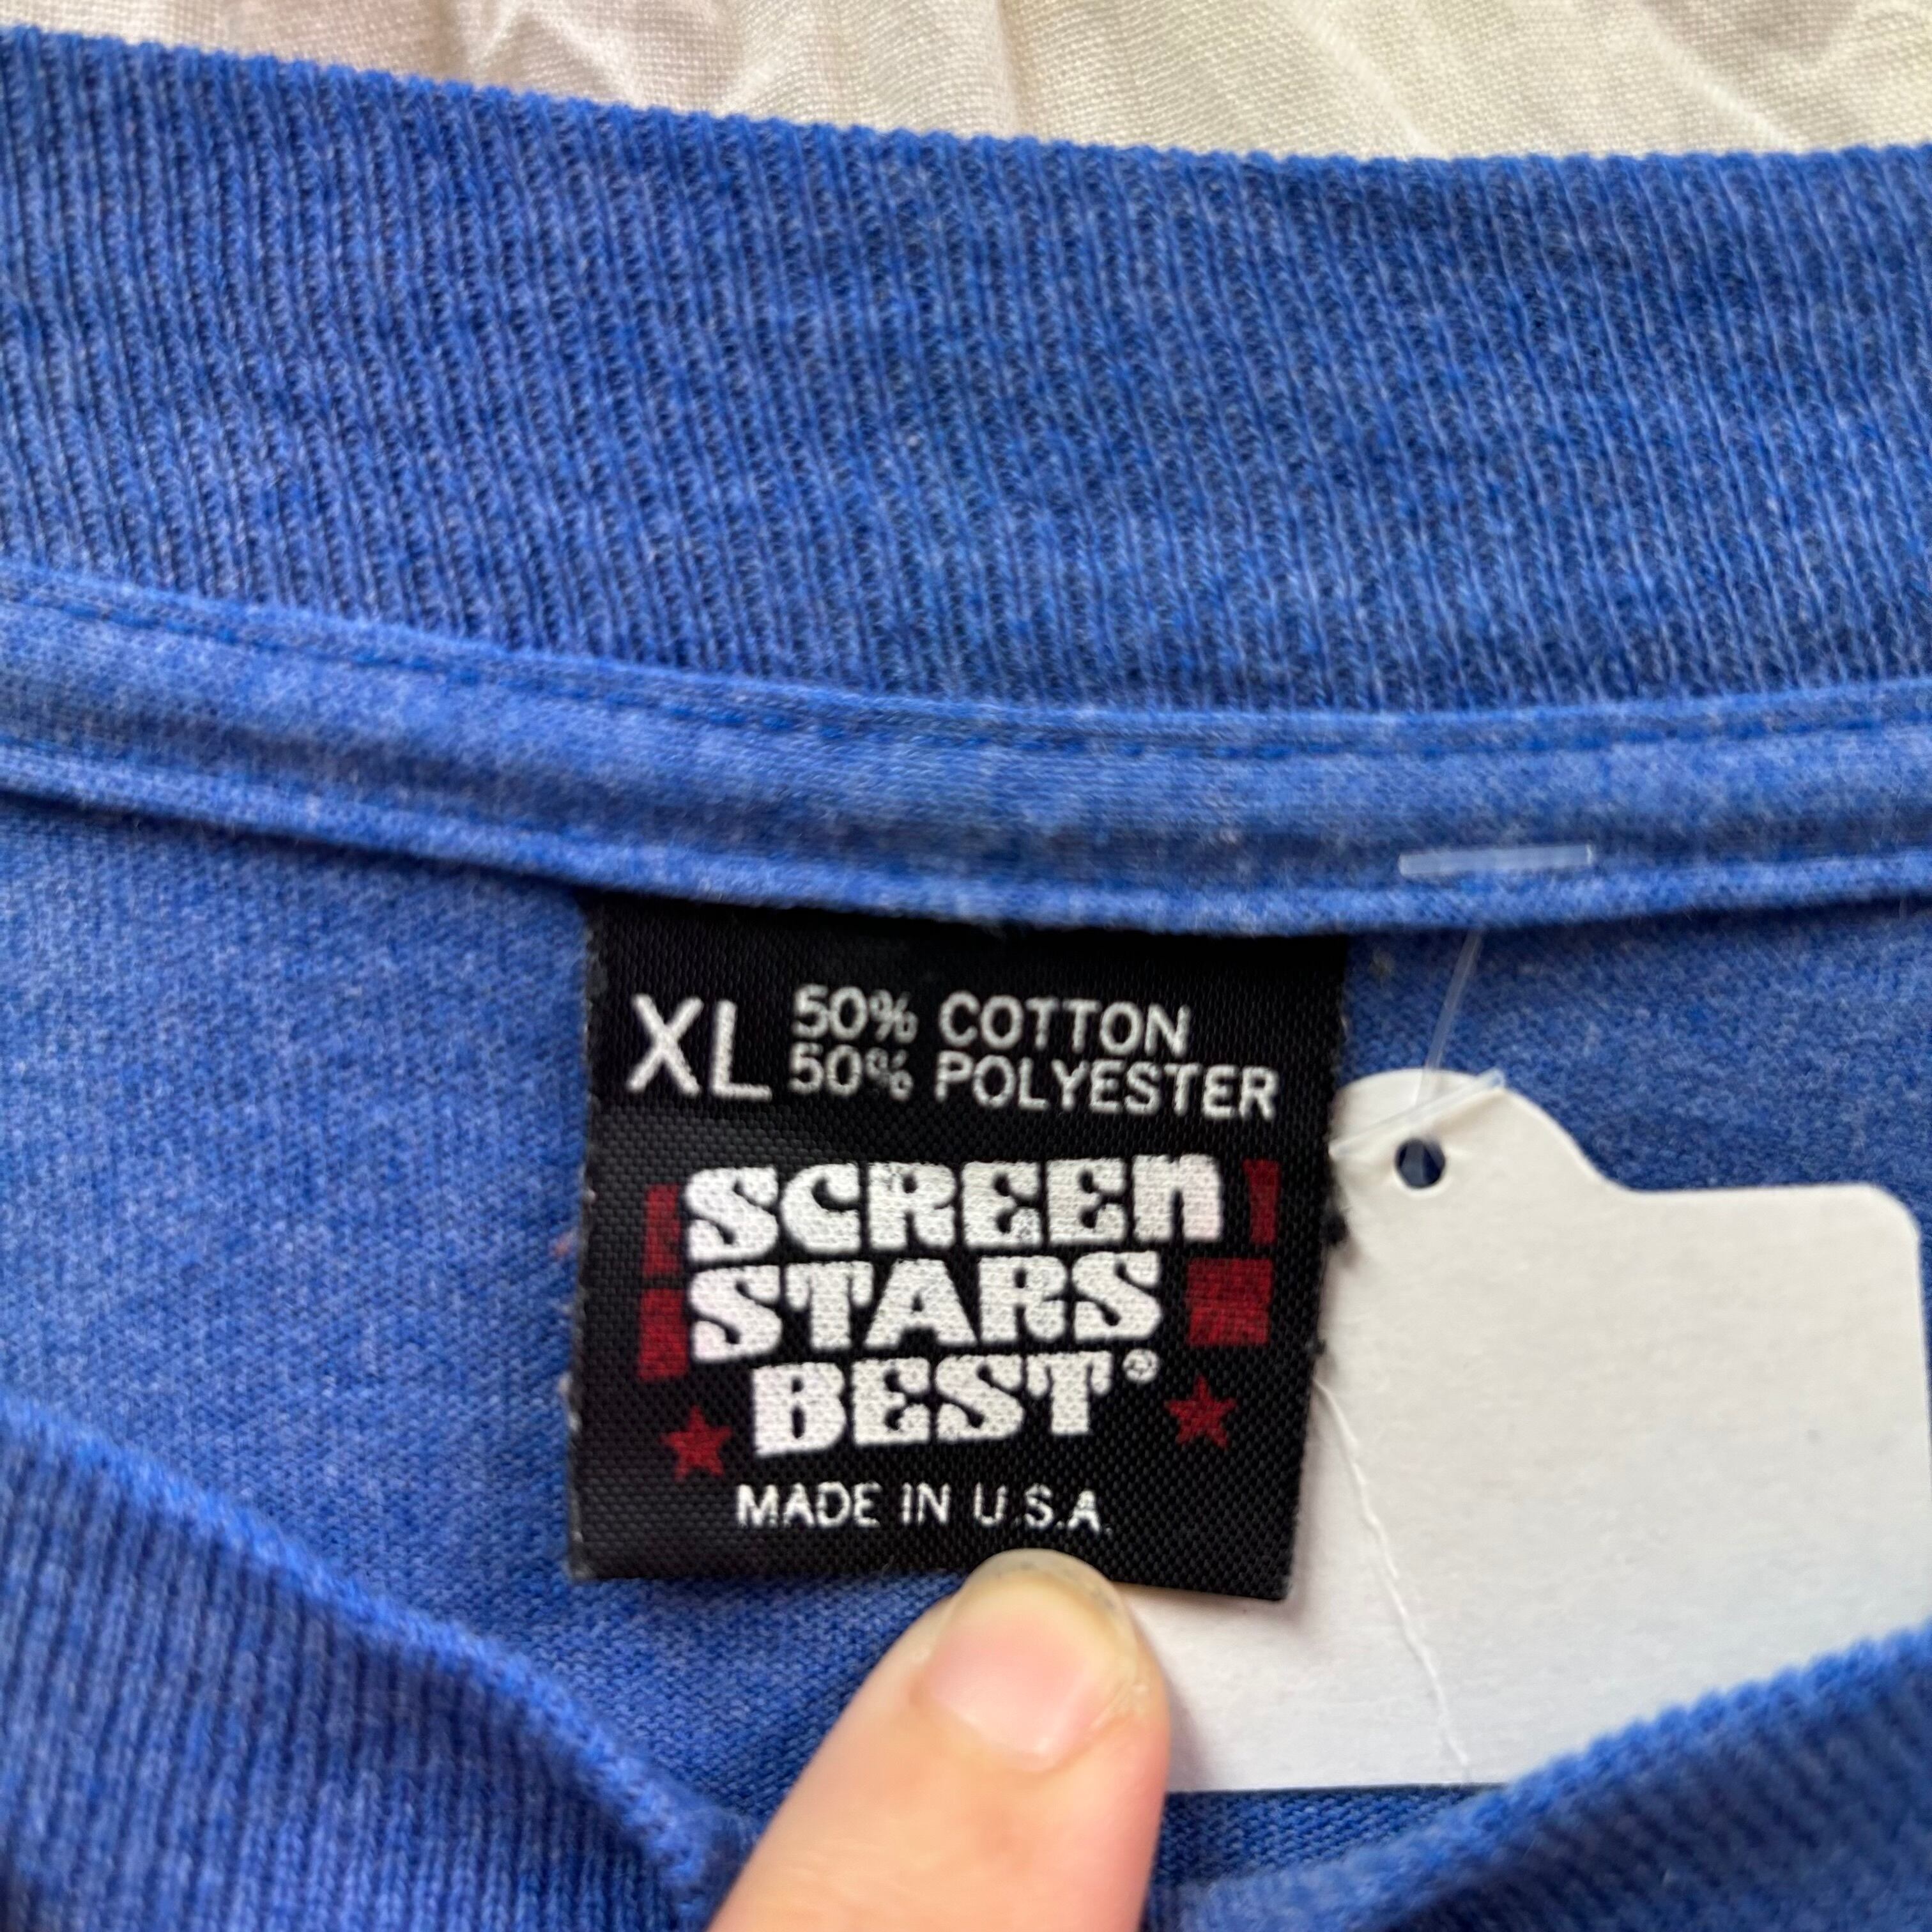 XL 50% COTTON
50% POLYESTER
SCREEN
STARS
BEST®
MADE IN U.S.A.